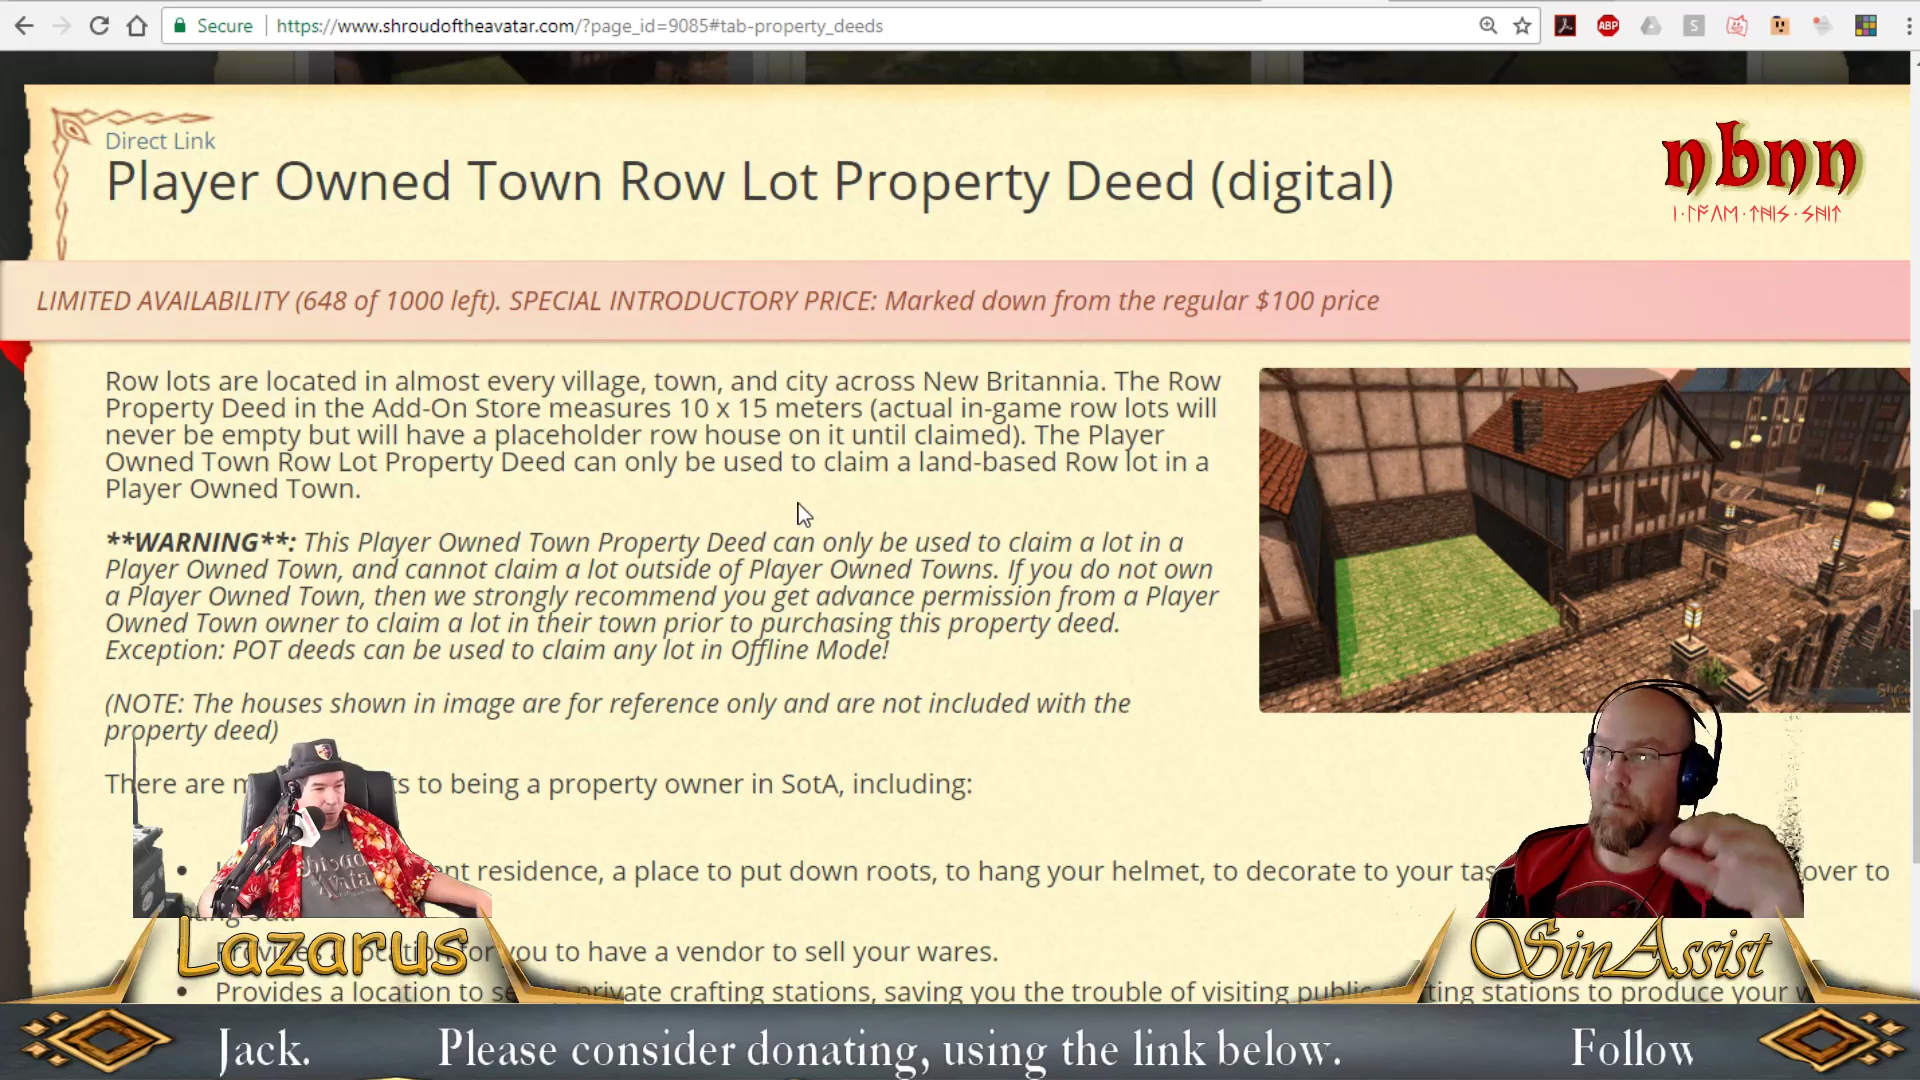 Secure
https://www.shroudoftheavatar.com/?page_id=9085#tab-property_deeds
ABP
S
Direct Link
Player Owned Town Row Lot Property Deed (digital)
nbnn
ᛁ·ᛚᚩᚠᛖ·ᛏᚻᛁᛋ·ᛋᚻᛁᛏ
LIMITED AVAILABILITY (648 of 1000 left). SPECIAL INTRODUCTORY PRICE: Marked down from the regular $100 price
Row lots are located in almost every village, town, and city across New Britannia. The Row
Property Deed in the Add-On Store measures 10 x 15 meters (actual in-game row lots will
never be empty but will have a placeholder row house on it until claimed). The Player
Owned Town Row Lot Property Deed can only be used to claim a land-based Row lot in a
Player Owned Town.
**WARNING**: This Player Owned Town Property Deed can only be used to claim a lot in a
Player Owned Town, and cannot claim a lot outside of Player Owned Towns. If you do not own
a Player Owned Town, then we strongly recommend you get advance permission from a Player
Owned Town owner to claim a lot in their town prior to purchasing this property deed.
Exception: POT deeds can be used to claim any lot in Offline Mode!
(NOTE: The houses shown in image are for reference only and are not included with the
property deed)
There are to being a property owner in SotA, including:
residence, a place to put down roots, to hang your helmet, to decorate to your over to
hang out.
Provides a location for you to have a vendor to sell your wares.
Provides a location to private crafting stations, saving you the trouble of visiting public stations to produce your
Lazarus
SinAssist
Jack. Please consider donating, using the link below. Follow